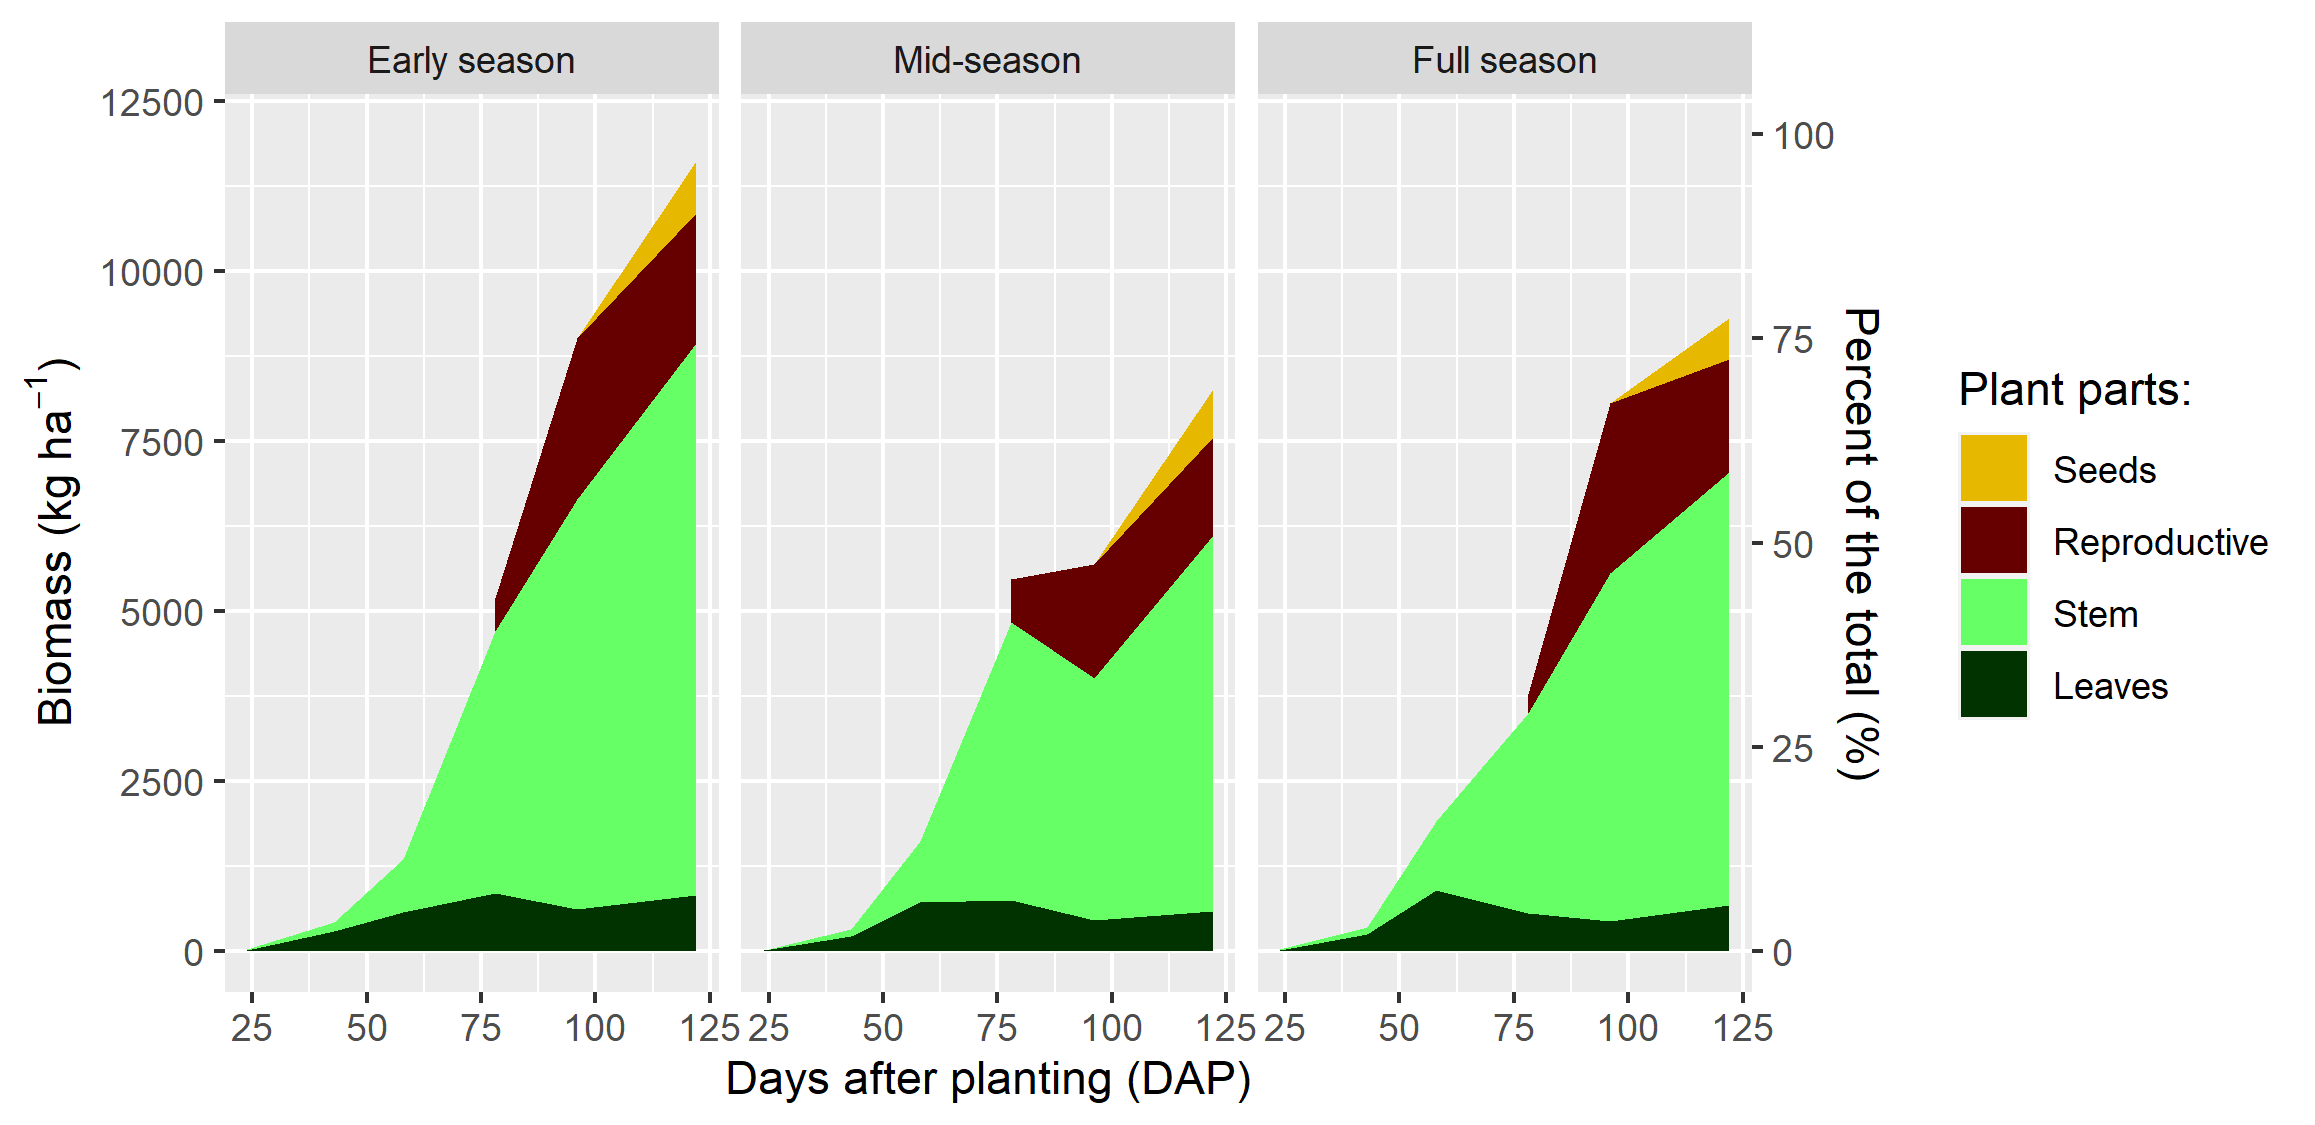 Early season
Mid-season
Full season
12500
10000
7500
5000
2500
0
Biomass (kg ha⁻¹)
25 50 75 100 125
25 50 75 100 125
25 50 75 100 125
Days after planting (DAP)
100
75
50
25
0
Percent of the total (%)
Plant parts:
Seeds
Reproductive
Stem
Leaves